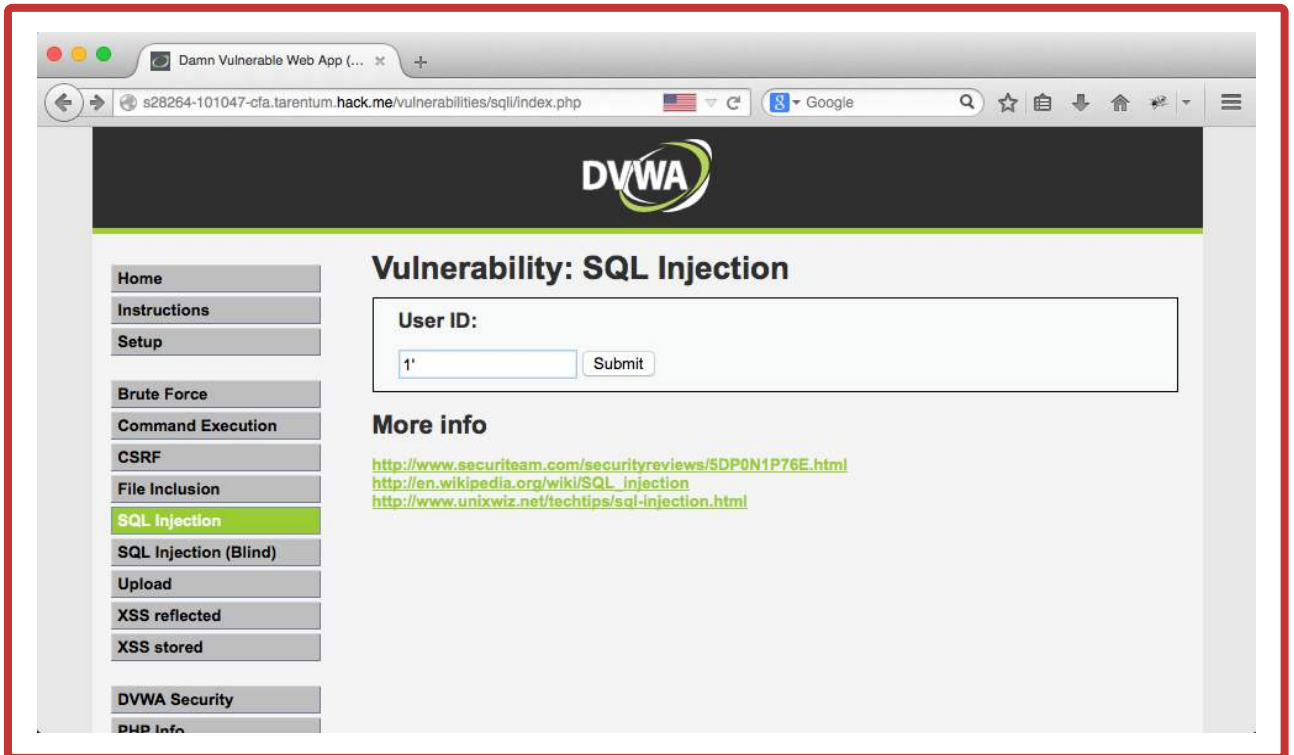 Damn Vulnerable Web App (...
s28264-101047-cfa.tarentum.hack.me/vulnerabilities/sqli/index.php
Google
DVWA
Home
Instructions
Setup
Brute Force
Command Execution
CSRF
File Inclusion
SQL Injection
SQL Injection (Blind)
Upload
XSS reflected
XSS stored
DVWA Security
PHP Info
Vulnerability: SQL Injection
User ID:
1'
Submit
More info
http://www.securiteam.com/securityreviews/5DP0N1P76E.html
http://en.wikipedia.org/wiki/SQL_injection
http://www.unixwiz.net/techtips/sql-injection.html